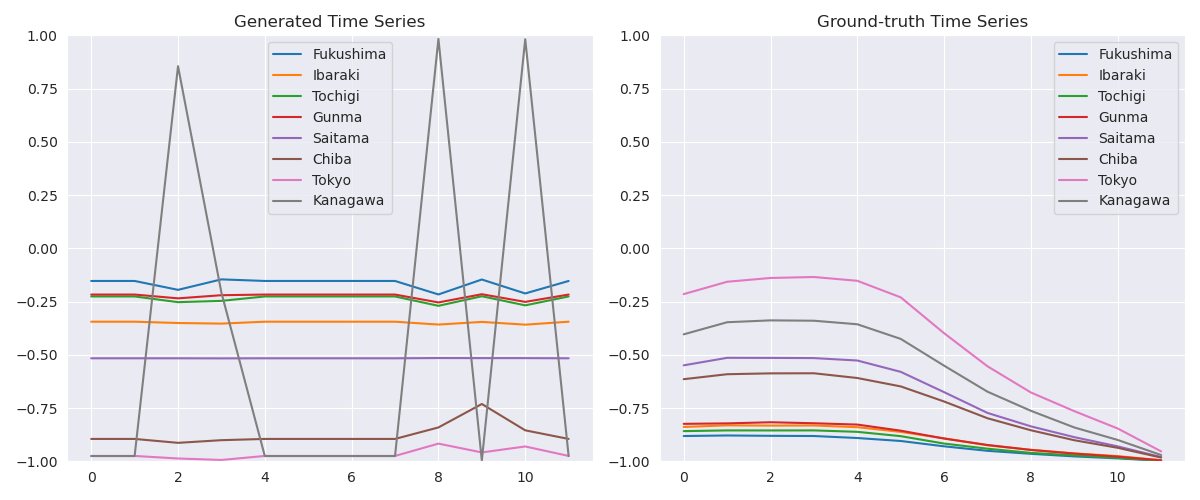 Generated Time Series
1.00
0.75
0.50
0.25
0.00
−0.25
−0.50
−0.75
−1.00
0 2 4 6 8 10
Fukushima
Ibaraki
Tochigi
Gunma
Saitama
Chiba
Tokyo
Kanagawa
Ground-truth Time Series
1.00
0.75
0.50
0.25
0.00
−0.25
−0.50
−0.75
−1.00
0 2 4 6 8 10
Fukushima
Ibaraki
Tochigi
Gunma
Saitama
Chiba
Tokyo
Kanagawa